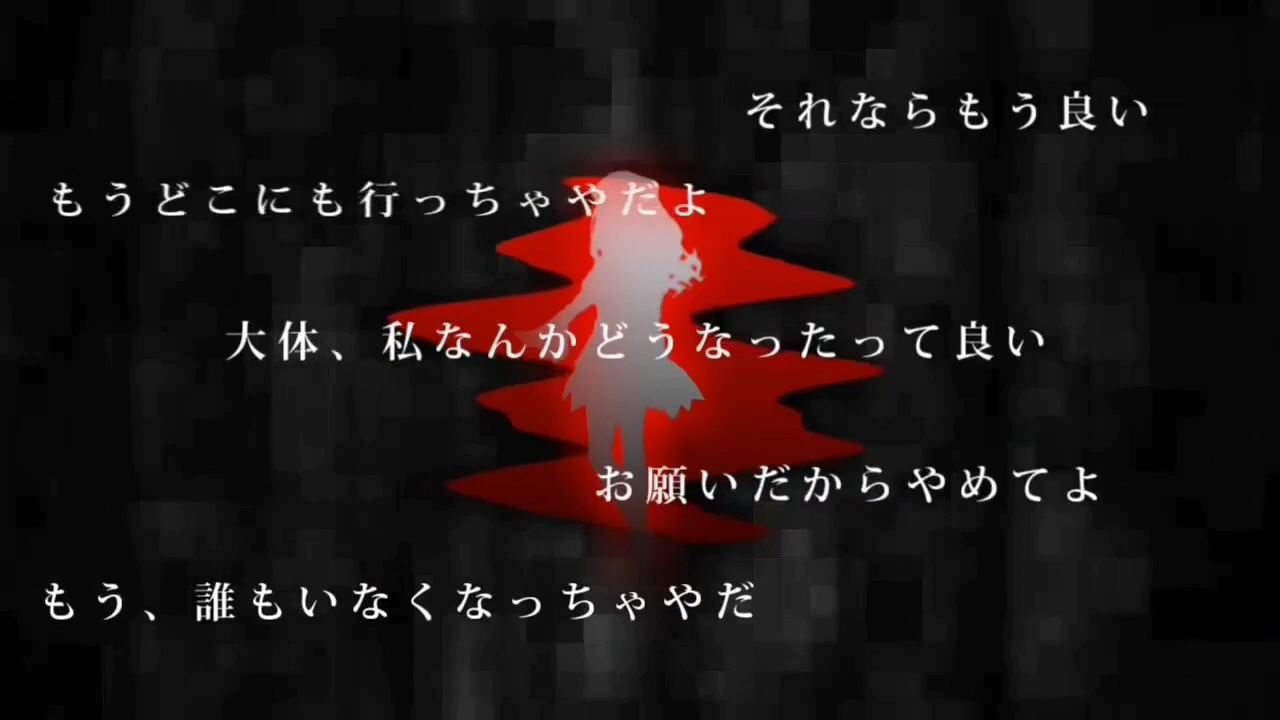 それならもう良い
もうどこにも行っちゃやだよ
大体、私なんかどうなったって良い
お願いだからやめてよ
もう、誰もいなくなっちゃやだ